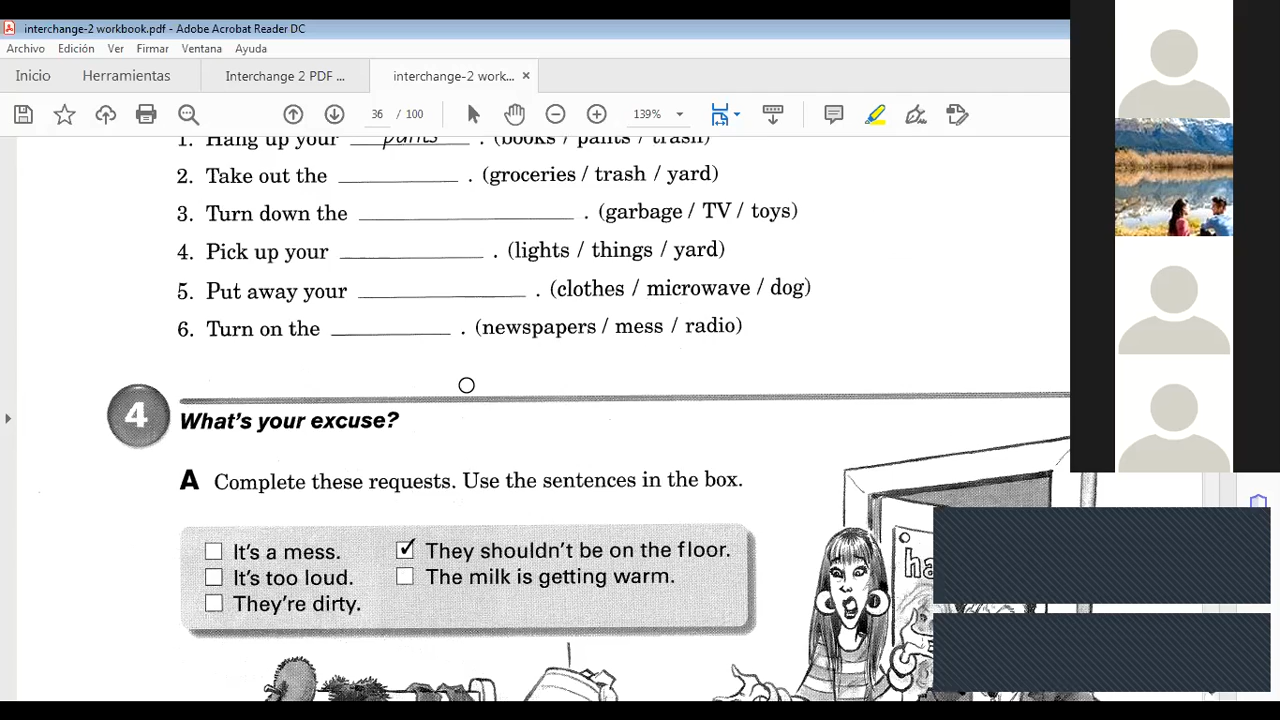 interchange-2 workbook.pdf - Adobe Acrobat Reader DC
Archivo Edición Ver Firmar Ventana Ayuda
Inicio Herramientas Interchange 2 PDF ... interchange-2 work... ×
36 / 100 139%
1. Hang up your pants . (books / pants / trash)
2. Take out the . (groceries / trash / yard)
3. Turn down the . (garbage / TV / toys)
4. Pick up your . (lights / things / yard)
5. Put away your . (clothes / microwave / dog)
6. Turn on the . (newspapers / mess / radio)
4 What's your excuse?
A Complete these requests. Use the sentences in the box.
It's a mess. They shouldn't be on the floor.
It's too loud. The milk is getting warm.
They're dirty.